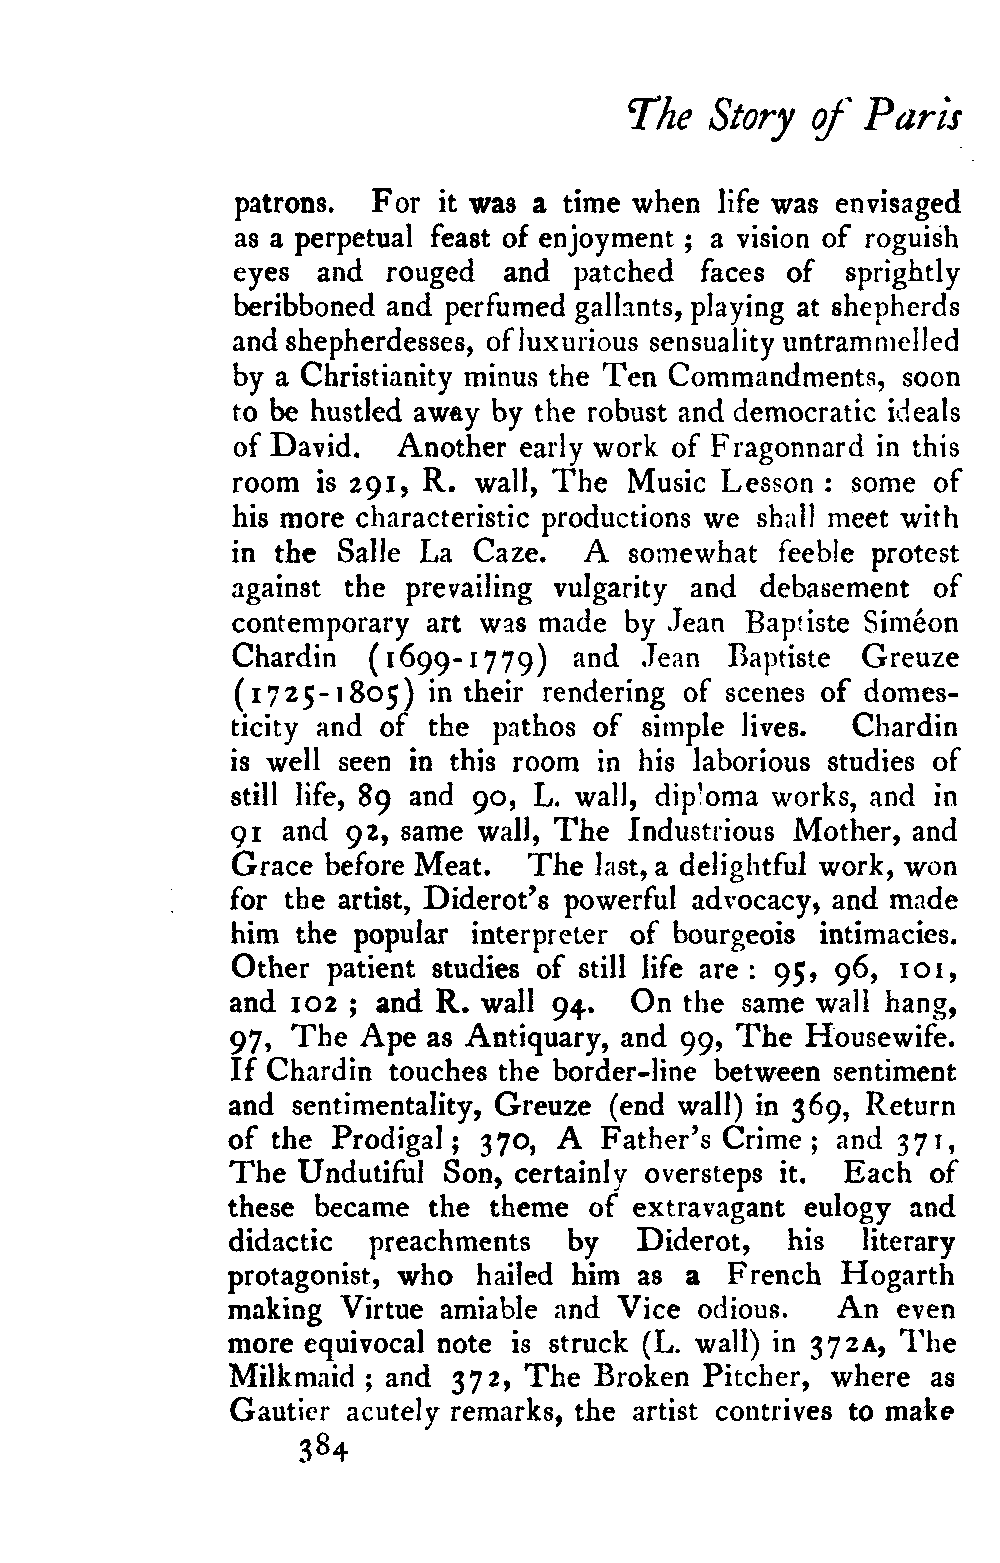 The Story of Paris
patrons. For it was a time when life was envisaged
as a perpetual feast of enjoyment ; a vision of roguish
eyes and rouged and patched faces of sprightly
beribboned and perfumed gallants, playing at shepherds
and shepherdesses, of luxurious sensuality untrammelled
by a Christianity minus the Ten Commandments, soon
to be hustled away by the robust and democratic ideals
of David. Another early work of Fragonnard in this
room is 291, R. wall, The Music Lesson : some of
his more characteristic productions we shall meet with
in the Salle La Caze. A somewhat feeble protest
against the prevailing vulgarity and debasement of
contemporary art was made by Jean Baptiste Siméon
Chardin (1699-1779) and Jean Baptiste Greuze
(1725-1805) in their rendering of scenes of domes-
ticity and of the pathos of simple lives. Chardin
is well seen in this room in his laborious studies of
still life, 89 and 90, L. wall, diploma works, and in
91 and 92, same wall, The Industrious Mother, and
Grace before Meat. The last, a delightful work, won
for the artist, Diderot's powerful advocacy, and made
him the popular interpreter of bourgeois intimacies.
Other patient studies of still life are : 95, 96, 101,
and 102 ; and R. wall 94. On the same wall hang,
97, The Ape as Antiquary, and 99, The Housewife.
If Chardin touches the border-line between sentiment
and sentimentality, Greuze (end wall) in 369, Return
of the Prodigal ; 370, A Father's Crime ; and 371,
The Undutiful Son, certainly oversteps it. Each of
these became the theme of extravagant eulogy and
didactic preachments by Diderot, his literary
protagonist, who hailed him as a French Hogarth
making Virtue amiable and Vice odious. An even
more equivocal note is struck (L. wall) in 372A, The
Milkmaid ; and 372, The Broken Pitcher, where as
Gautier acutely remarks, the artist contrives to make
384